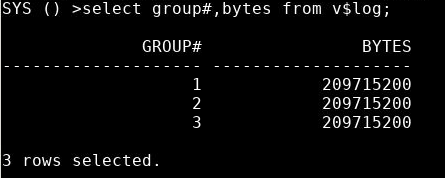 SYS () >select group#,bytes from v$log;
GROUP# BYTES
-------------------- --------------------
1 209715200
2 209715200
3 209715200
3 rows selected.